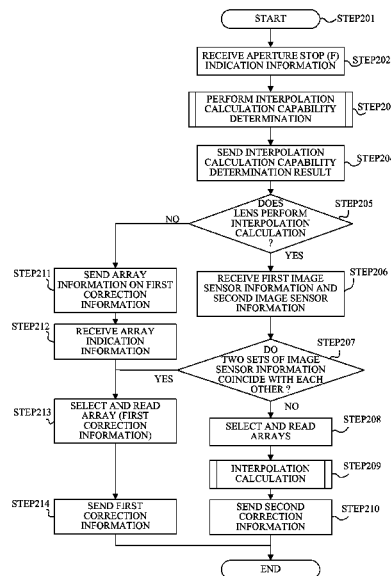 START
STEP201
RECEIVE APERTURE STOP (F)
INDICATION INFORMATION
STEP202
PERFORM INTERPOLATION
CALCULATION CAPABILITY
DETERMINATION
STEP20
SEND INTERPOLATION
CALCULATION CAPABILITY
DETERMINATION RESULT
STEP204
DOES
LENS PERFORM
INTERPOLATION
CALCULATION
?
STEP205
NO
YES
STEP211
SEND ARRAY
INFORMATION ON FIRST
CORRECTION
INFORMATION
RECEIVE FIRST IMAGE
SENSOR INFORMATION AND
SECOND IMAGE SENSOR
INFORMATION
STEP206
STEP212
RECEIVE ARRAY
INDICATION
INFORMATION
DO
TWO SETS OF IMAGE
SENSOR INFORMATION
COINCIDE WITH EACH
OTHER ?
STEP207
YES
NO
STEP213
SELECT AND READ
ARRAY (FIRST
CORRECTION
INFORMATION)
SELECT AND READ
ARRAYS
STEP208
INTERPOLATION
CALCULATION
STEP209
STEP214
SEND FIRST
CORRECTION
INFORMATION
SEND SECOND
CORRECTION
INFORMATION
STEP210
END